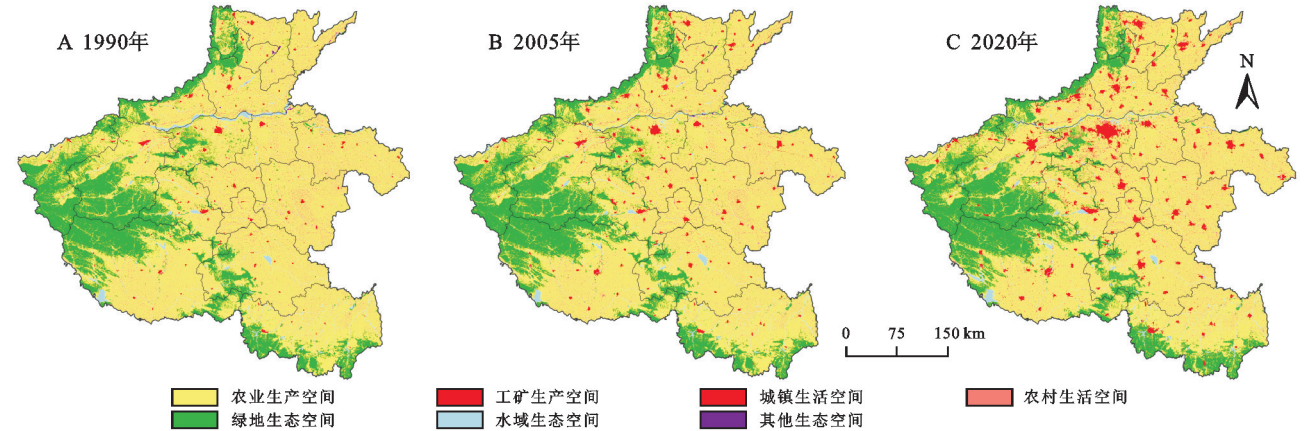 A 1990年
B 2005年
C 2020年
N
0 75 150 km
农业生产空间 工矿生产空间 城镇生活空间 农村生活空间
绿地生态空间 水域生态空间 其他生态空间